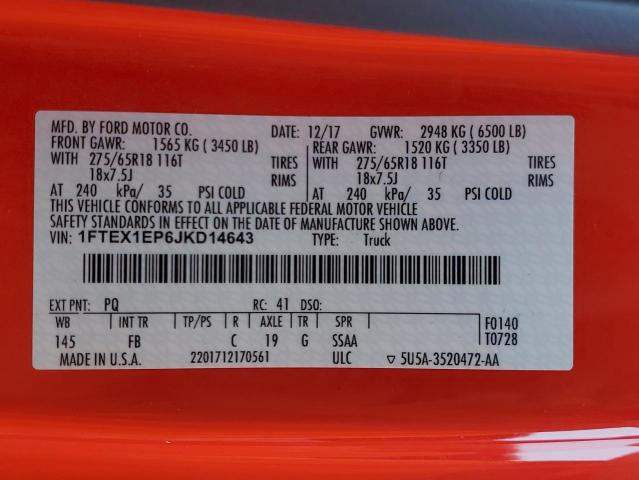 MFD. BY FORD MOTOR CO. DATE: 12/17 GVWR: 2948 KG ( 6500 LB)
FRONT GAWR: 1565 KG ( 3450 LB) REAR GAWR: 1520 KG ( 3350 LB)
WITH 275/65R18 116T TIRES WITH 275/65R18 116T TIRES
18x7.5J RIMS 18x7.5J RIMS
AT 240 kPa/ 35 PSI COLD AT 240 kPa/ 35 PSI COLD
THIS VEHICLE CONFORMS TO ALL APPLICABLE FEDERAL MOTOR VEHICLE
SAFETY STANDARDS IN EFFECT ON THE DATE OF MANUFACTURE SHOWN ABOVE.
VIN: 1FTEX1EP6JKD14643 TYPE: Truck
EXT PNT: PQ RC: 41 DSO:
WB INT TR TP/PS R AXLE TR SPR F0140
145 FB C 19 G SSAA T0728
MADE IN U.S.A. 2201712170561 ULC ▽ 5U5A-3520472-AA